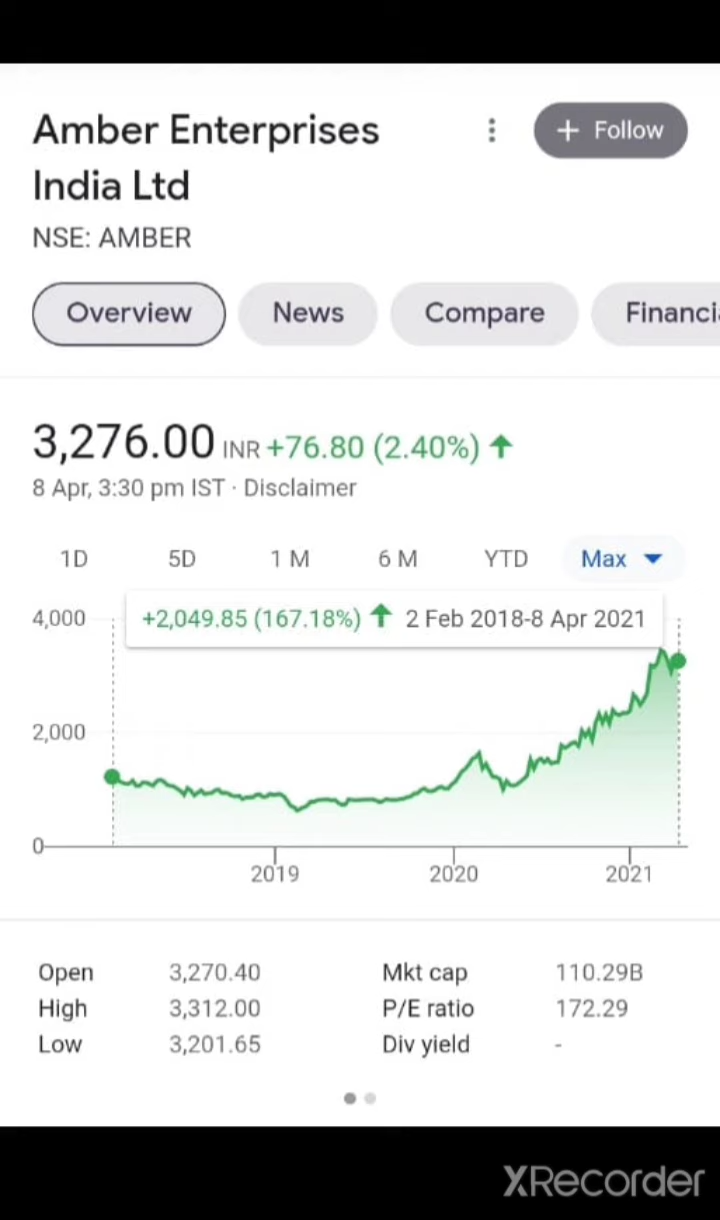 Amber Enterprises
India Ltd
+ Follow
NSE: AMBER
Overview
News
Compare
Financi
3,276.00 INR +76.80 (2.40%)
8 Apr, 3:30 pm IST · Disclaimer
1D
5D
1 M
6 M
YTD
Max
+2,049.85 (167.18%) 2 Feb 2018-8 Apr 2021
4,000
2,000
0
2019
2020
2021
Open 3,270.40
High 3,312.00
Low 3,201.65
Mkt cap 110.29B
P/E ratio 172.29
Div yield -
XRecorder